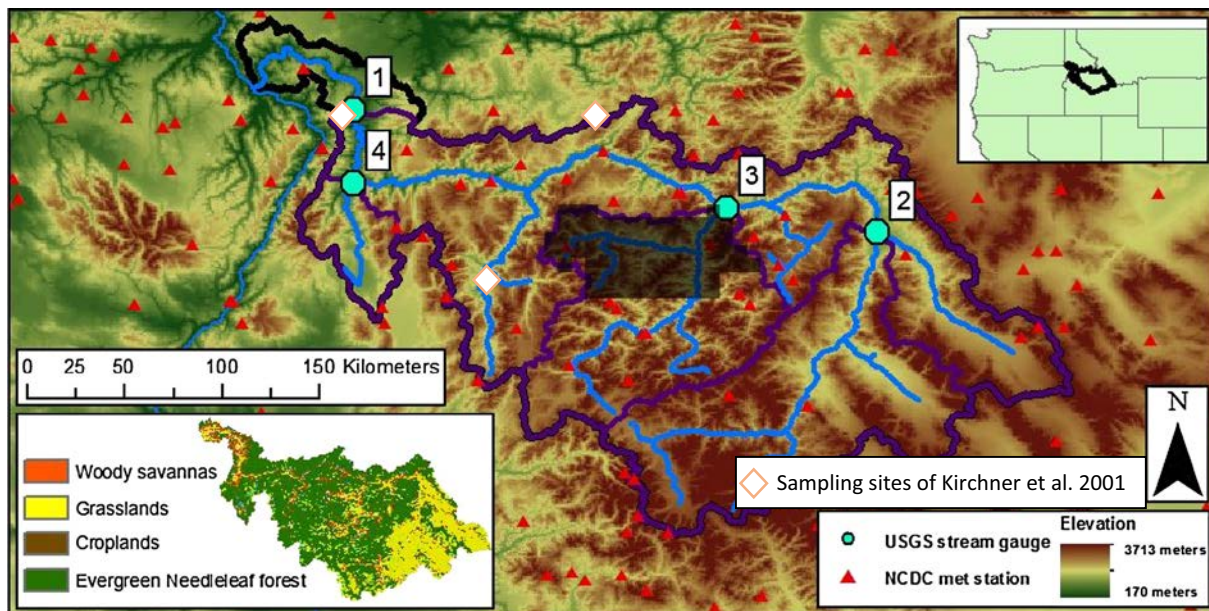 1
4
3
2
0 25 50 100 150 Kilometers
Woody savannas
Grasslands
Croplands
Evergreen Needleleaf forest
N
Sampling sites of Kirchner et al. 2001
USGS stream gauge
NCDC met station
Elevation
3713 meters
170 meters